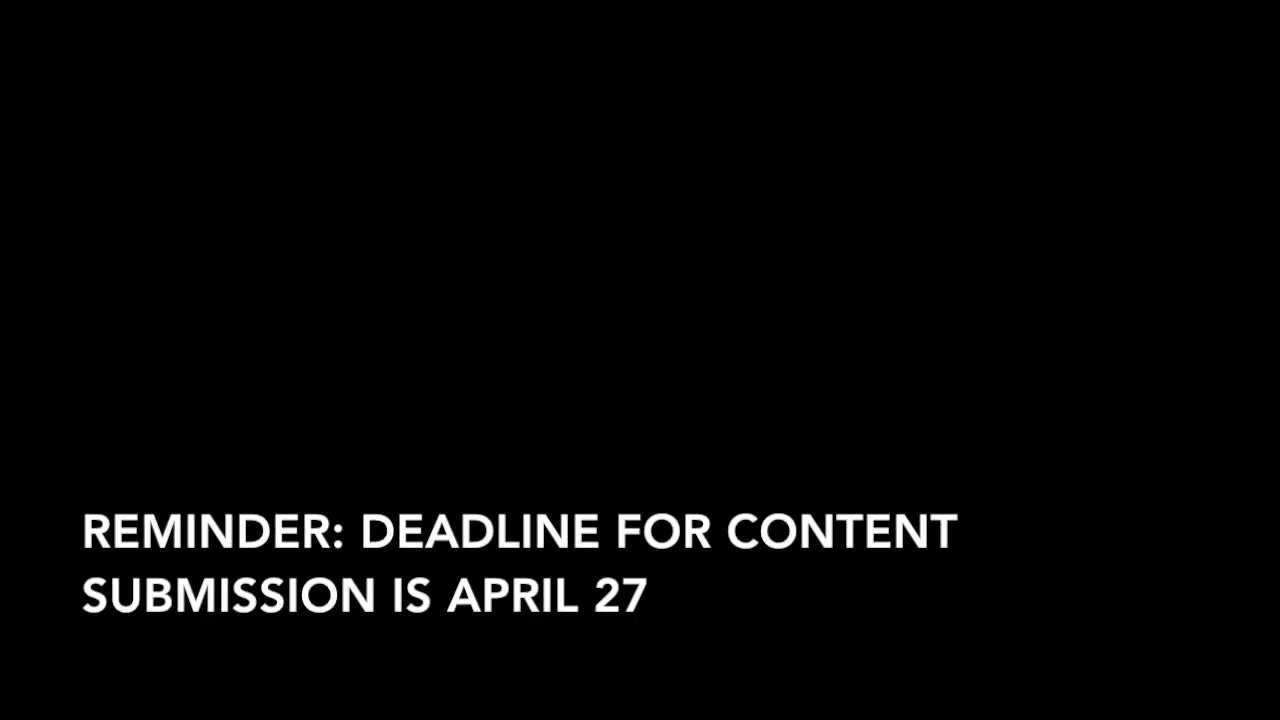 REMINDER: DEADLINE FOR CONTENT
SUBMISSION IS APRIL 27